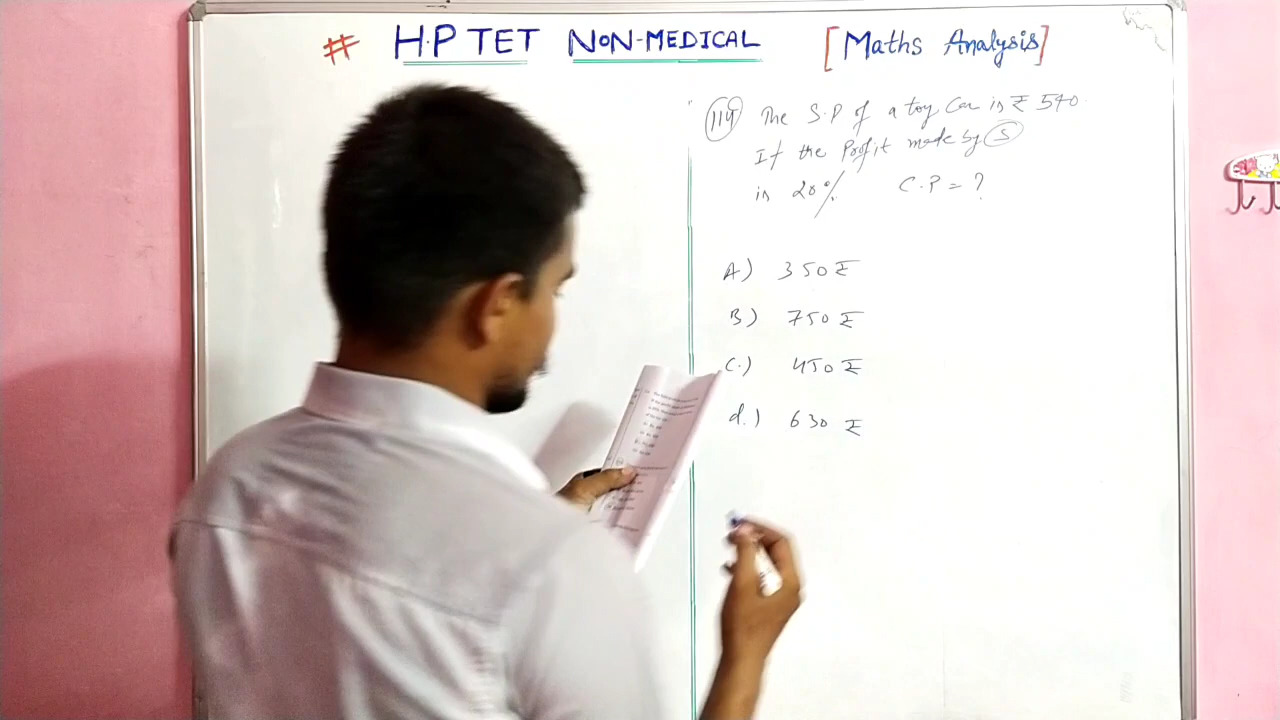 # H.P TET NON-MEDICAL [Maths Analysis]
114 The S.P of a toy Car is ₹ 540
If the Profit made by S
is 20% C.P = ?
A) 350 ₹
B) 750 ₹
C.) 450 ₹
d.) 630 ₹